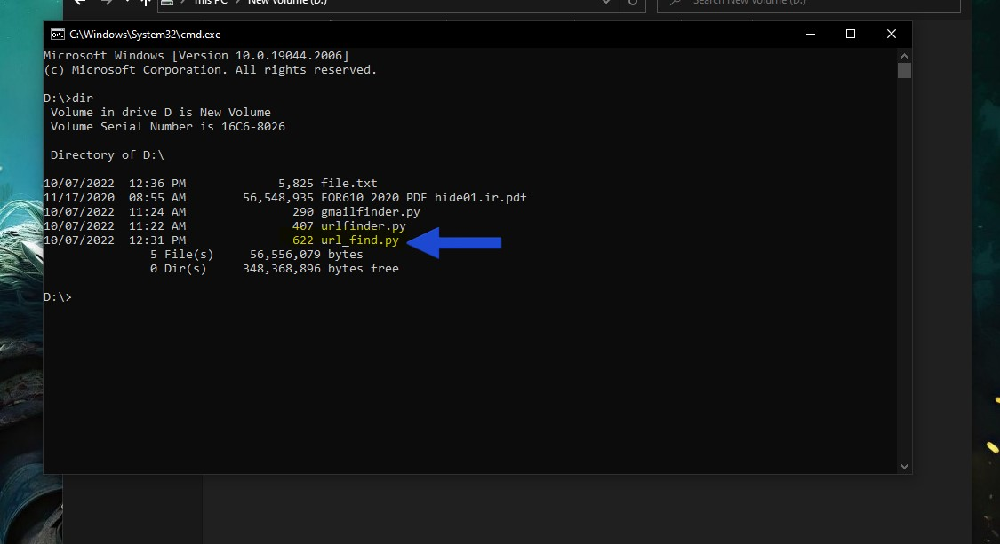 This PC > New Volume (D:)
Search New Volume (D:)
C:\Windows\System32\cmd.exe
Microsoft Windows [Version 10.0.19044.2006]
(c) Microsoft Corporation. All rights reserved.
D:\>dir
Volume in drive D is New Volume
Volume Serial Number is 16C6-8026
Directory of D:\
10/07/2022  12:36 PM             5,825 file.txt
11/17/2020  08:55 AM        56,548,935 FOR610 2020 PDF hide01.ir.pdf
10/07/2022  11:24 AM               290 gmailfinder.py
10/07/2022  11:22 AM               407 urlfinder.py
10/07/2022  12:31 PM               622 url_find.py
5 File(s)     56,556,079 bytes
0 Dir(s)     348,368,896 bytes free
D:\>